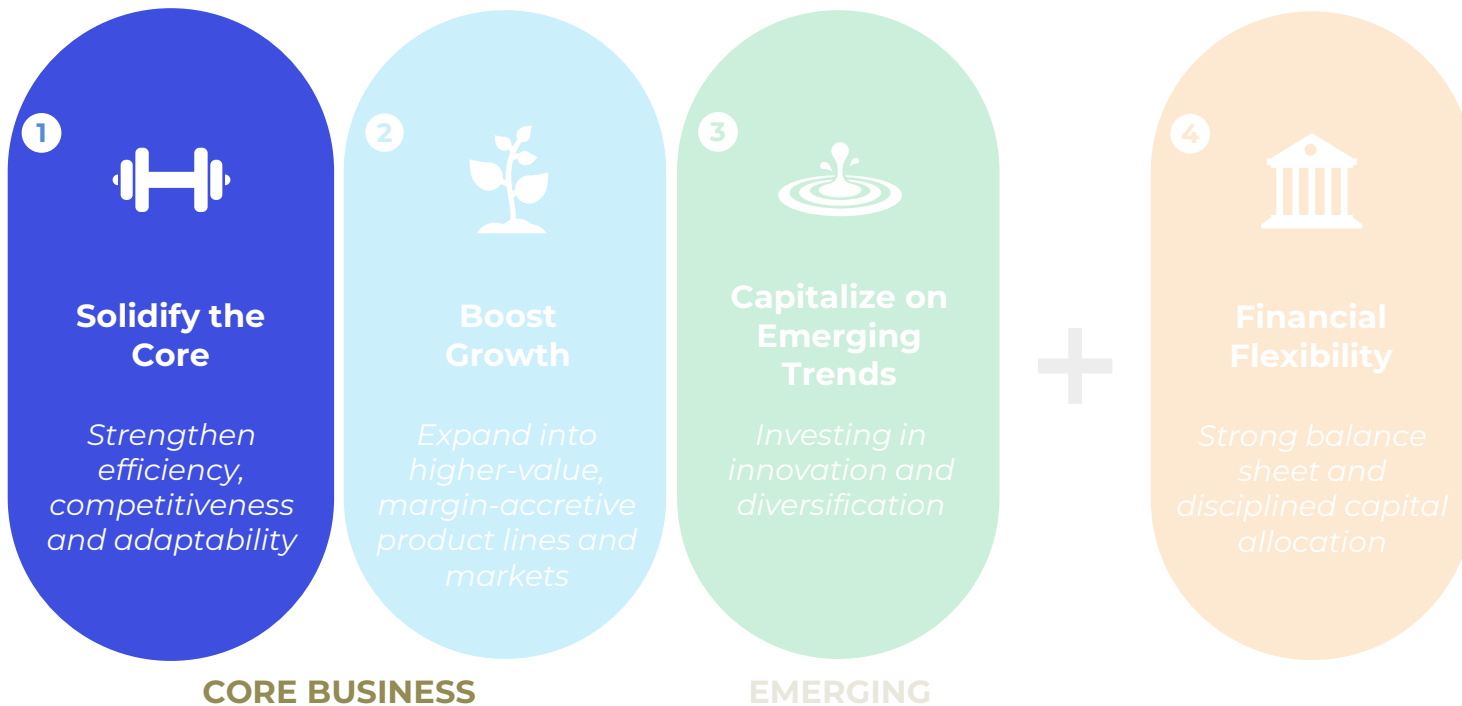 1
Solidify the
Core
Strengthen
efficiency,
competitiveness
and adaptability
2
Boost
Growth
Expand into
higher-value,
margin-accretive
product lines and
markets
3
Capitalize on
Emerging
Trends
Investing in
innovation and
diversification
+
4
Financial
Flexibility
Strong balance
sheet and
disciplined capital
allocation
CORE BUSINESS
EMERGING